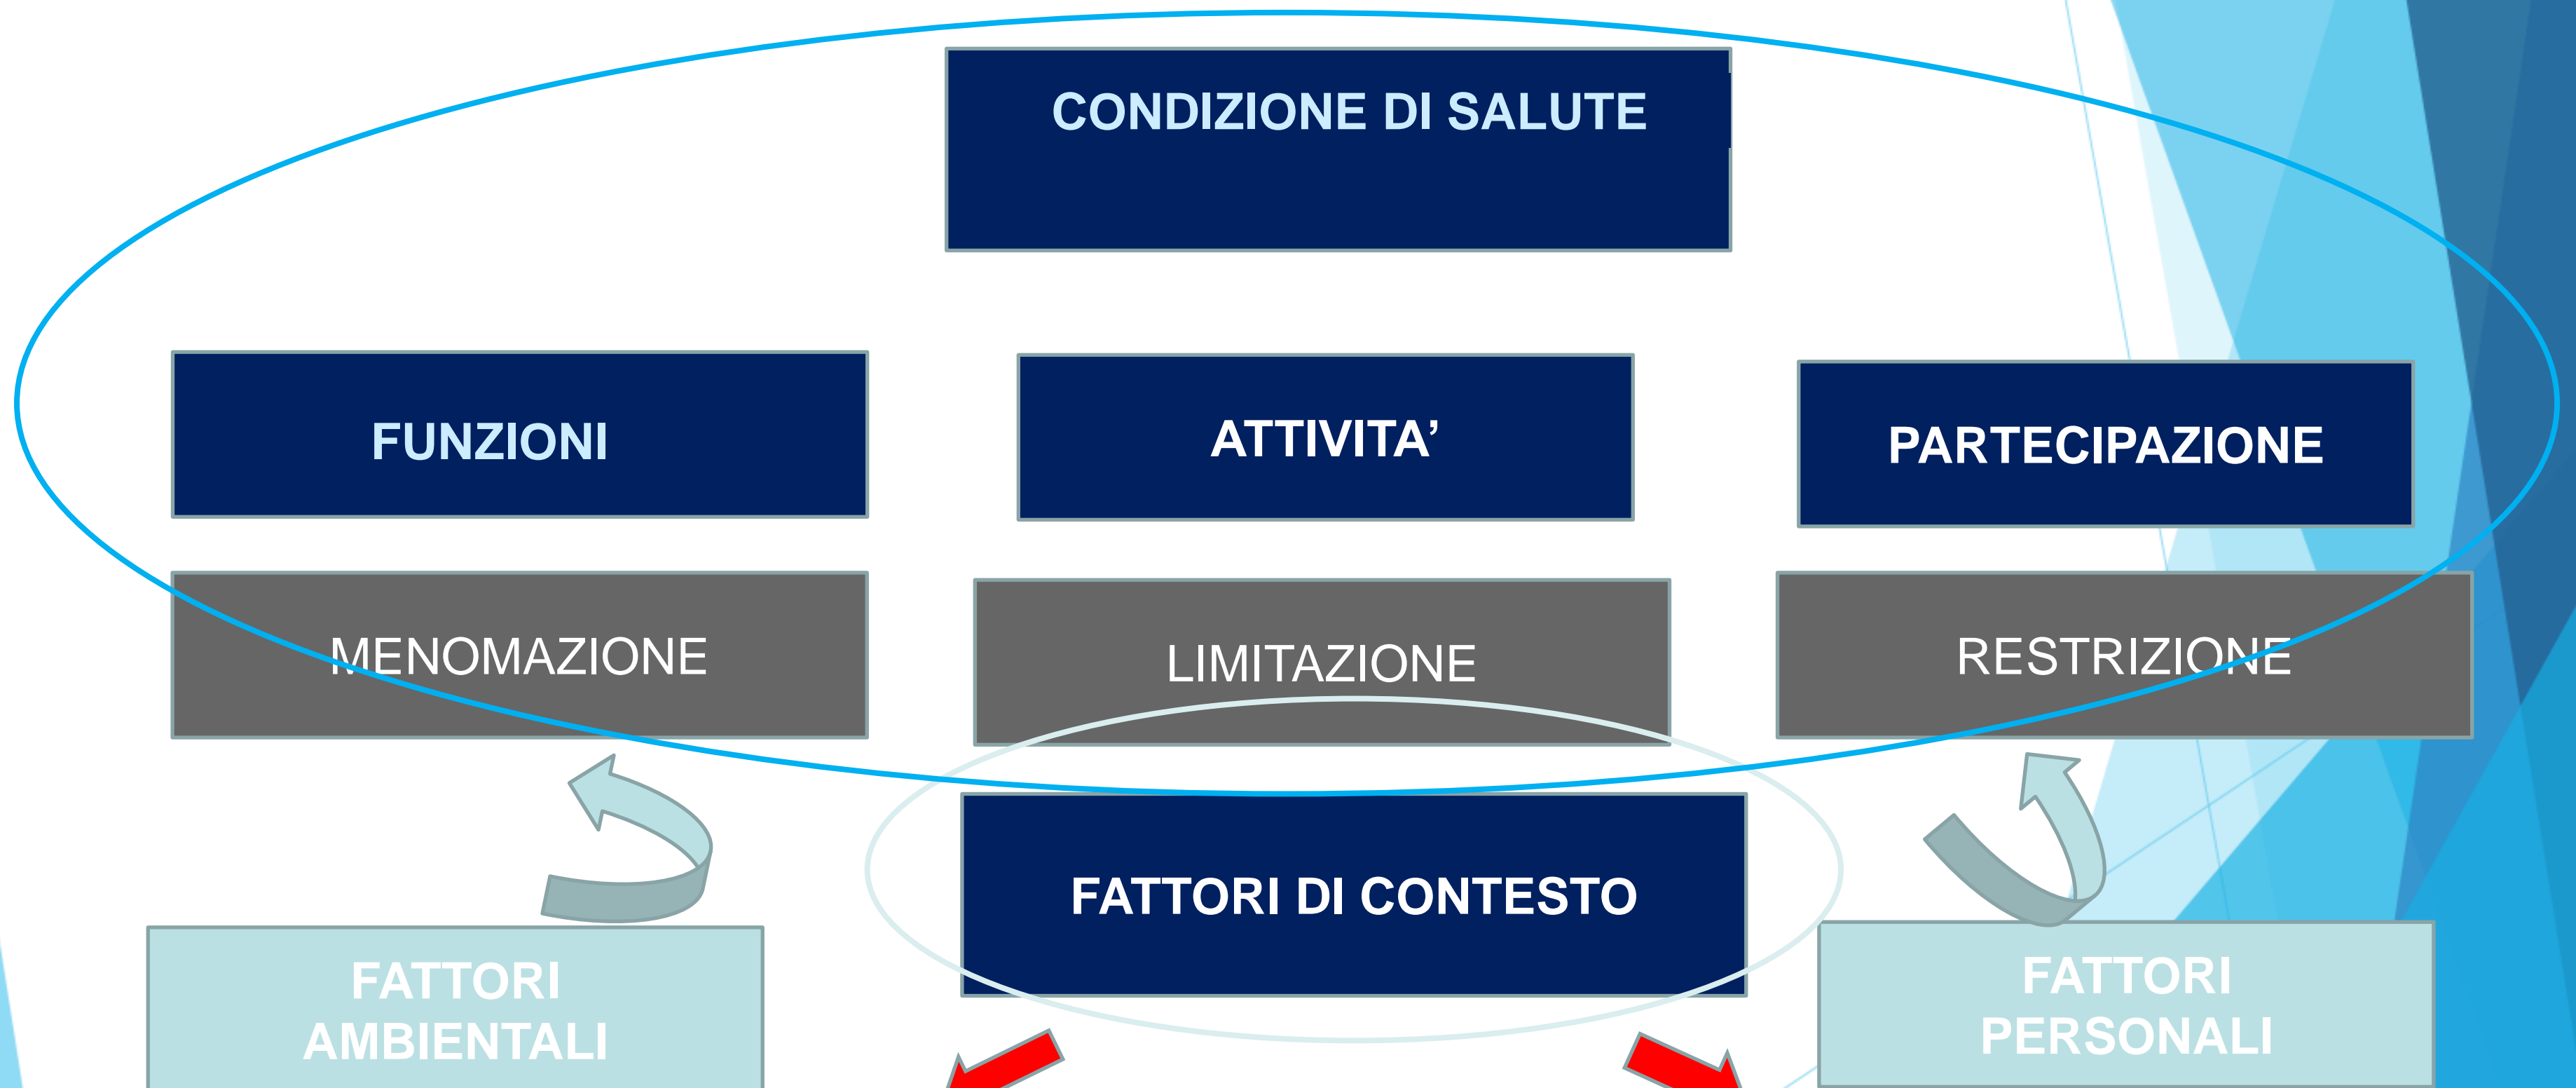 CONDIZIONE DI SALUTE
FUNZIONI
ATTIVITA’
PARTECIPAZIONE
MENOMAZIONE
LIMITAZIONE
RESTRIZIONE
FATTORI DI CONTESTO
FATTORI
AMBIENTALI
FATTORI
PERSONALI